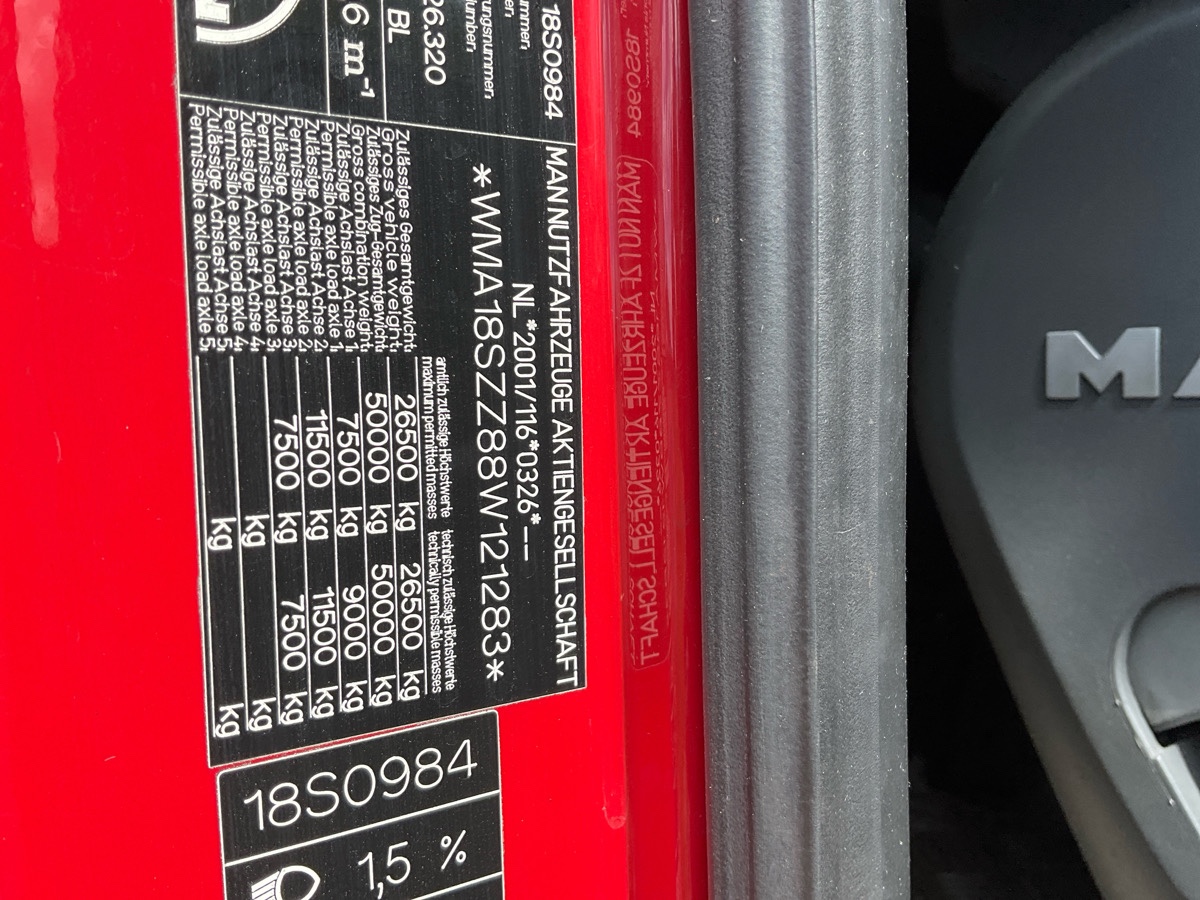 MAN NUTZFAHRZEUGE AKTIENGESELLSCHAFT
NL*2001/116*0326*--
*WMA18SZZ88W121283*
amtlich zulässige Höchstwerte technisch zulässige Höchstwerte
maximum permitted masses technically permissible masses
Zulässiges Gesamtgewicht:
Gross vehicle weight: 26500 kg 26500 kg
Zulässiges Zug-Gesamtgewicht:
Gross combination weight: 50000 kg 50000 kg
Zulässige Achslast Achse 1:
Permissible axle load axle 1: 7500 kg 9000 kg
Zulässige Achslast Achse 2:
Permissible axle load axle 2: 11500 kg 11500 kg
Zulässige Achslast Achse 3:
Permissible axle load axle 3: 7500 kg 7500 kg
Zulässige Achslast Achse 4:
Permissible axle load axle 4: kg kg
Zulässige Achslast Achse 5:
Permissible axle load axle 5: kg kg
18S0984
26.320
BL
m-1
18S0984
1,5 %